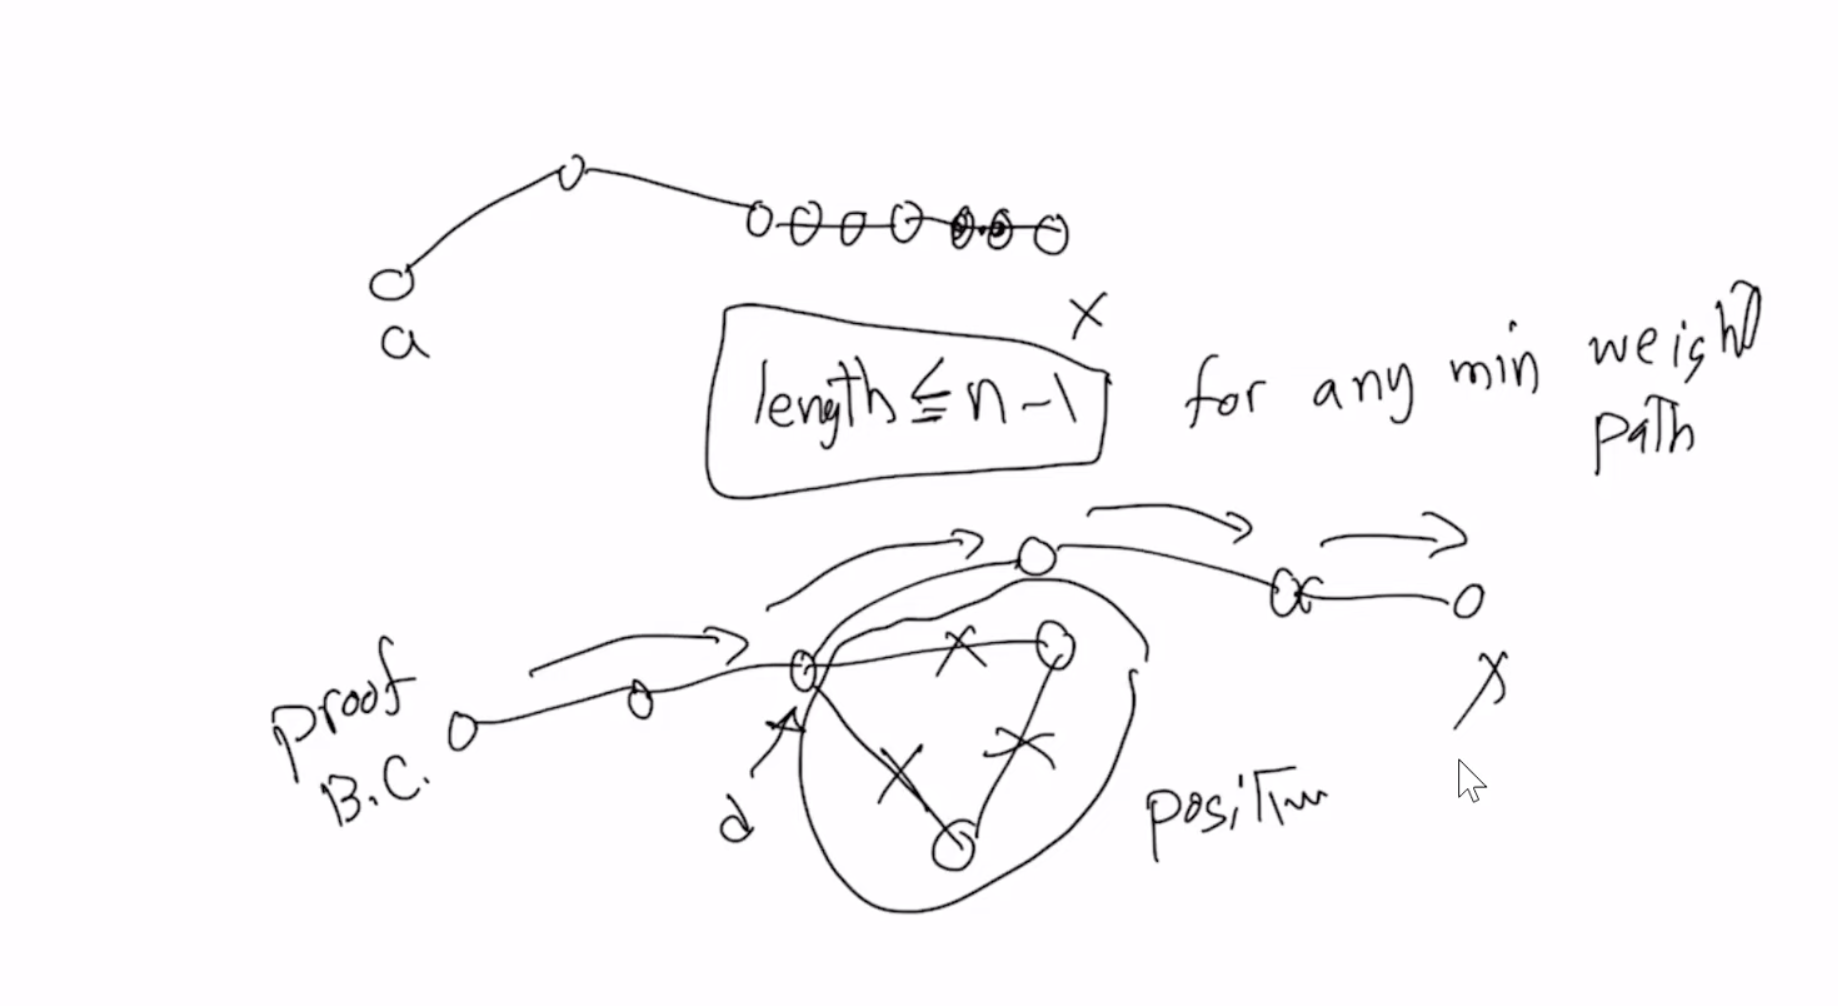 a
x
length ≤ n-1
for any min weight
path
proof
B.C.
x
d
positive